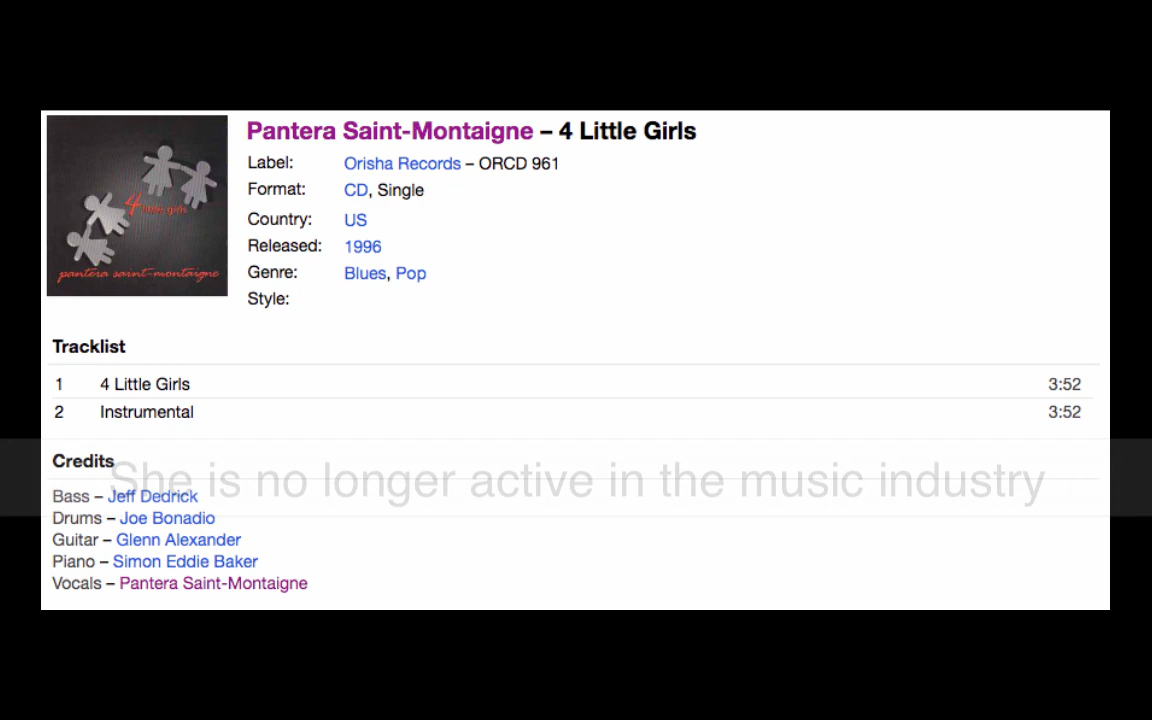 4
little girls
pantera saint-montaigne
Pantera Saint-Montaigne – 4 Little Girls
Label: Orisha Records – ORCD 961
Format: CD, Single
Country: US
Released: 1996
Genre: Blues, Pop
Style:
Tracklist
1 4 Little Girls 3:52
2 Instrumental 3:52
Credits
She is no longer active in the music industry
Bass – Jeff Dedrick
Drums – Joe Bonadio
Guitar – Glenn Alexander
Piano – Simon Eddie Baker
Vocals – Pantera Saint-Montaigne